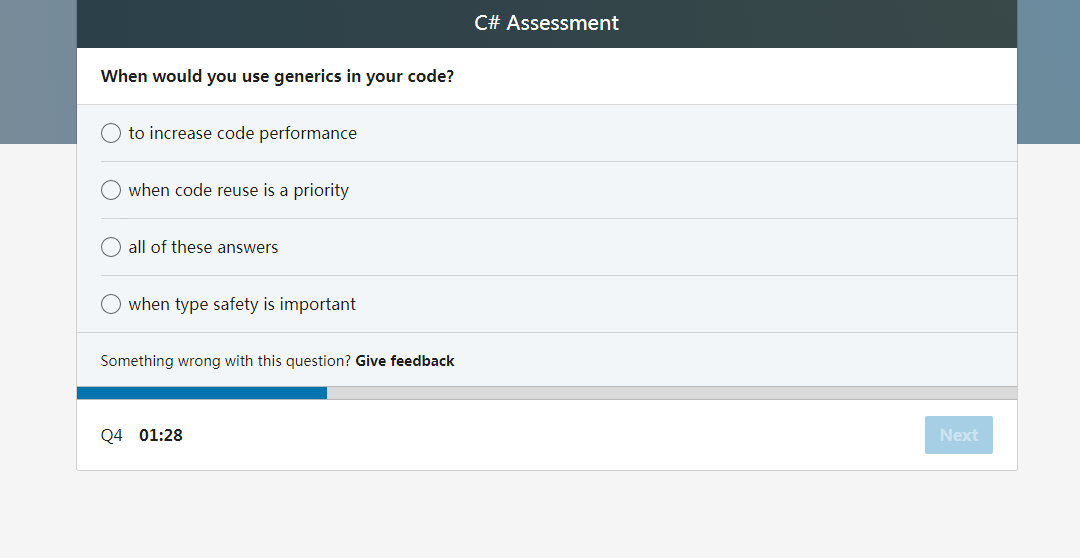 C# Assessment
When would you use generics in your code?
to increase code performance
when code reuse is a priority
all of these answers
when type safety is important
Something wrong with this question? Give feedback
Q4 01:28
Next